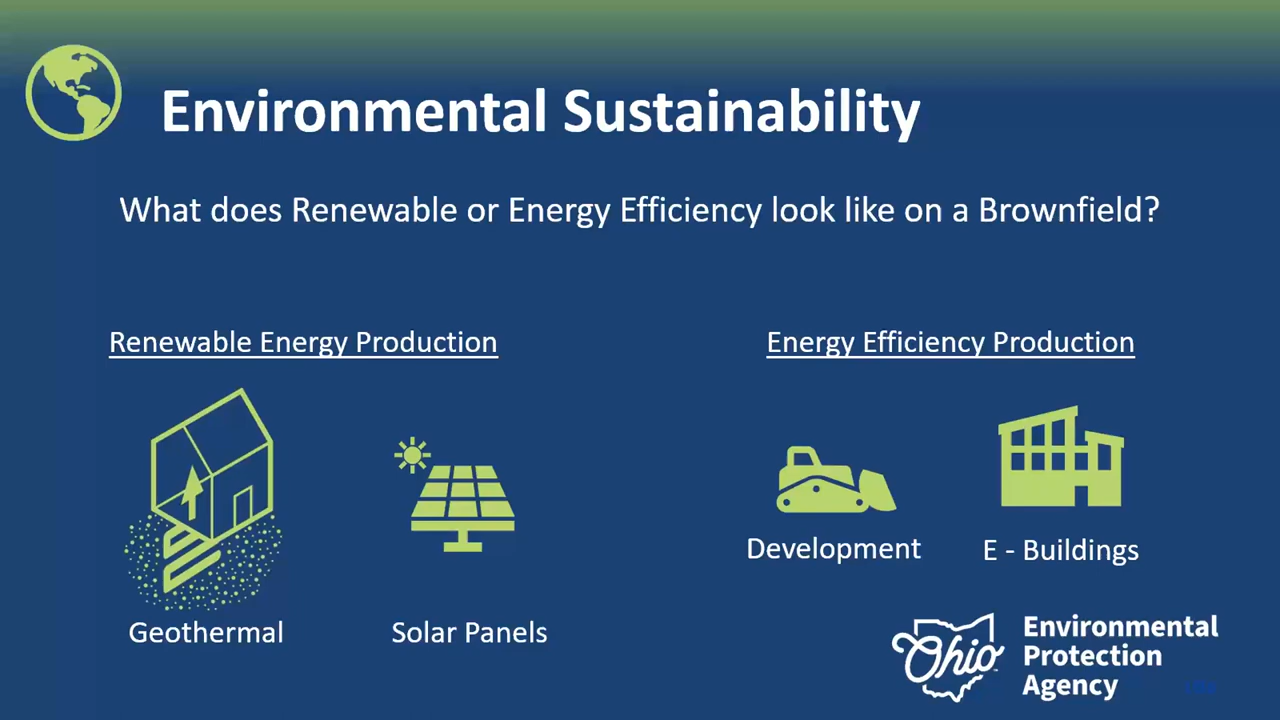 Environmental Sustainability
What does Renewable or Energy Efficiency look like on a Brownfield?
Renewable Energy Production
Energy Efficiency Production
Geothermal
Solar Panels
Development
E - Buildings
Ohio
Environmental
Protection
Agency